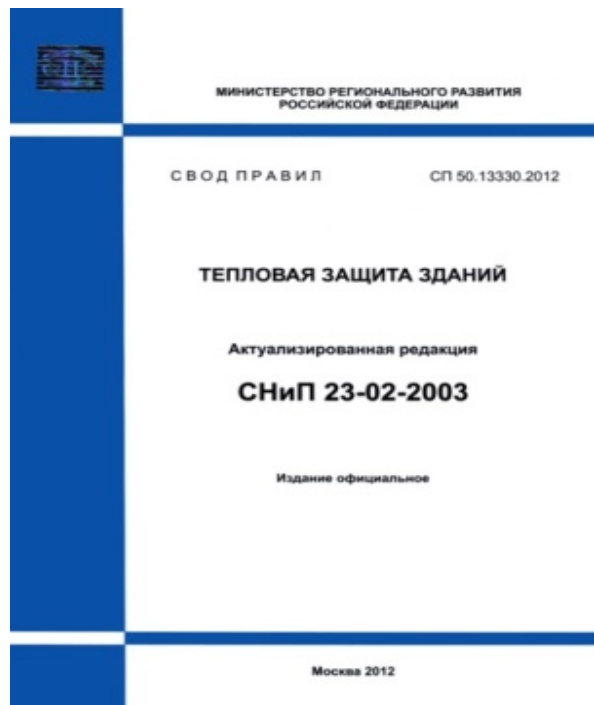 МИНИСТЕРСТВО РЕГИОНАЛЬНОГО РАЗВИТИЯ
РОССИЙСКОЙ ФЕДЕРАЦИИ
СВОД ПРАВИЛ СП 50.13330.2012
ТЕПЛОВАЯ ЗАЩИТА ЗДАНИЙ
Актуализированная редакция
СНиП 23-02-2003
Издание официальное
Москва 2012